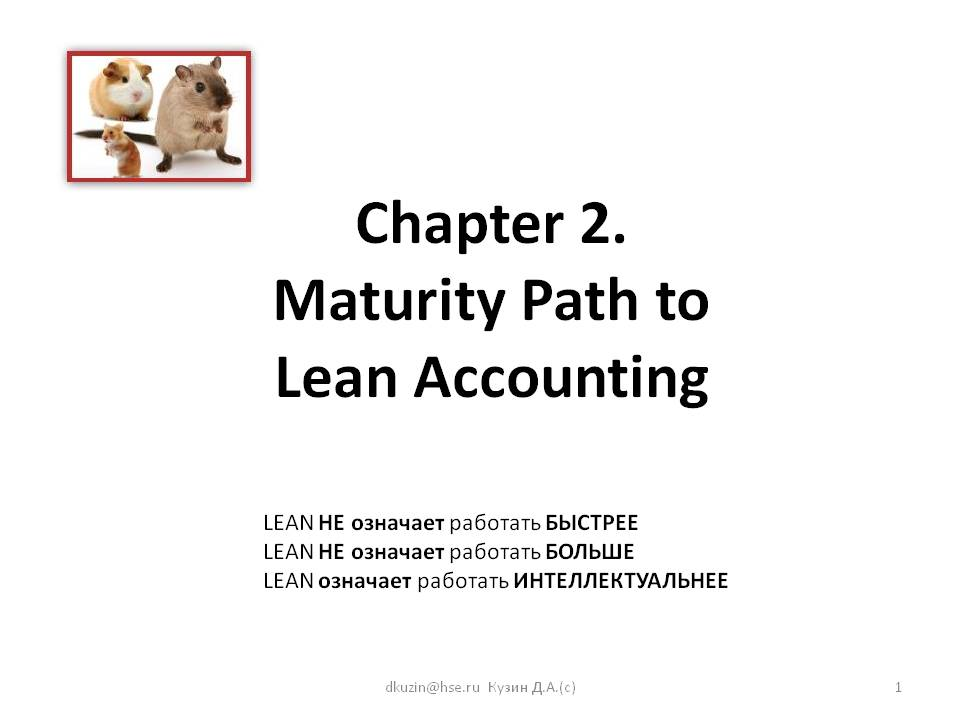 Chapter 2.
Maturity Path to
Lean Accounting
LEAN НЕ означает работать БЫСТРЕЕ
LEAN НЕ означает работать БОЛЬШЕ
LEAN означает работать ИНТЕЛЛЕКТУАЛЬНЕЕ
dkuzin@hse.ru Кузин Д.А.(с)
1